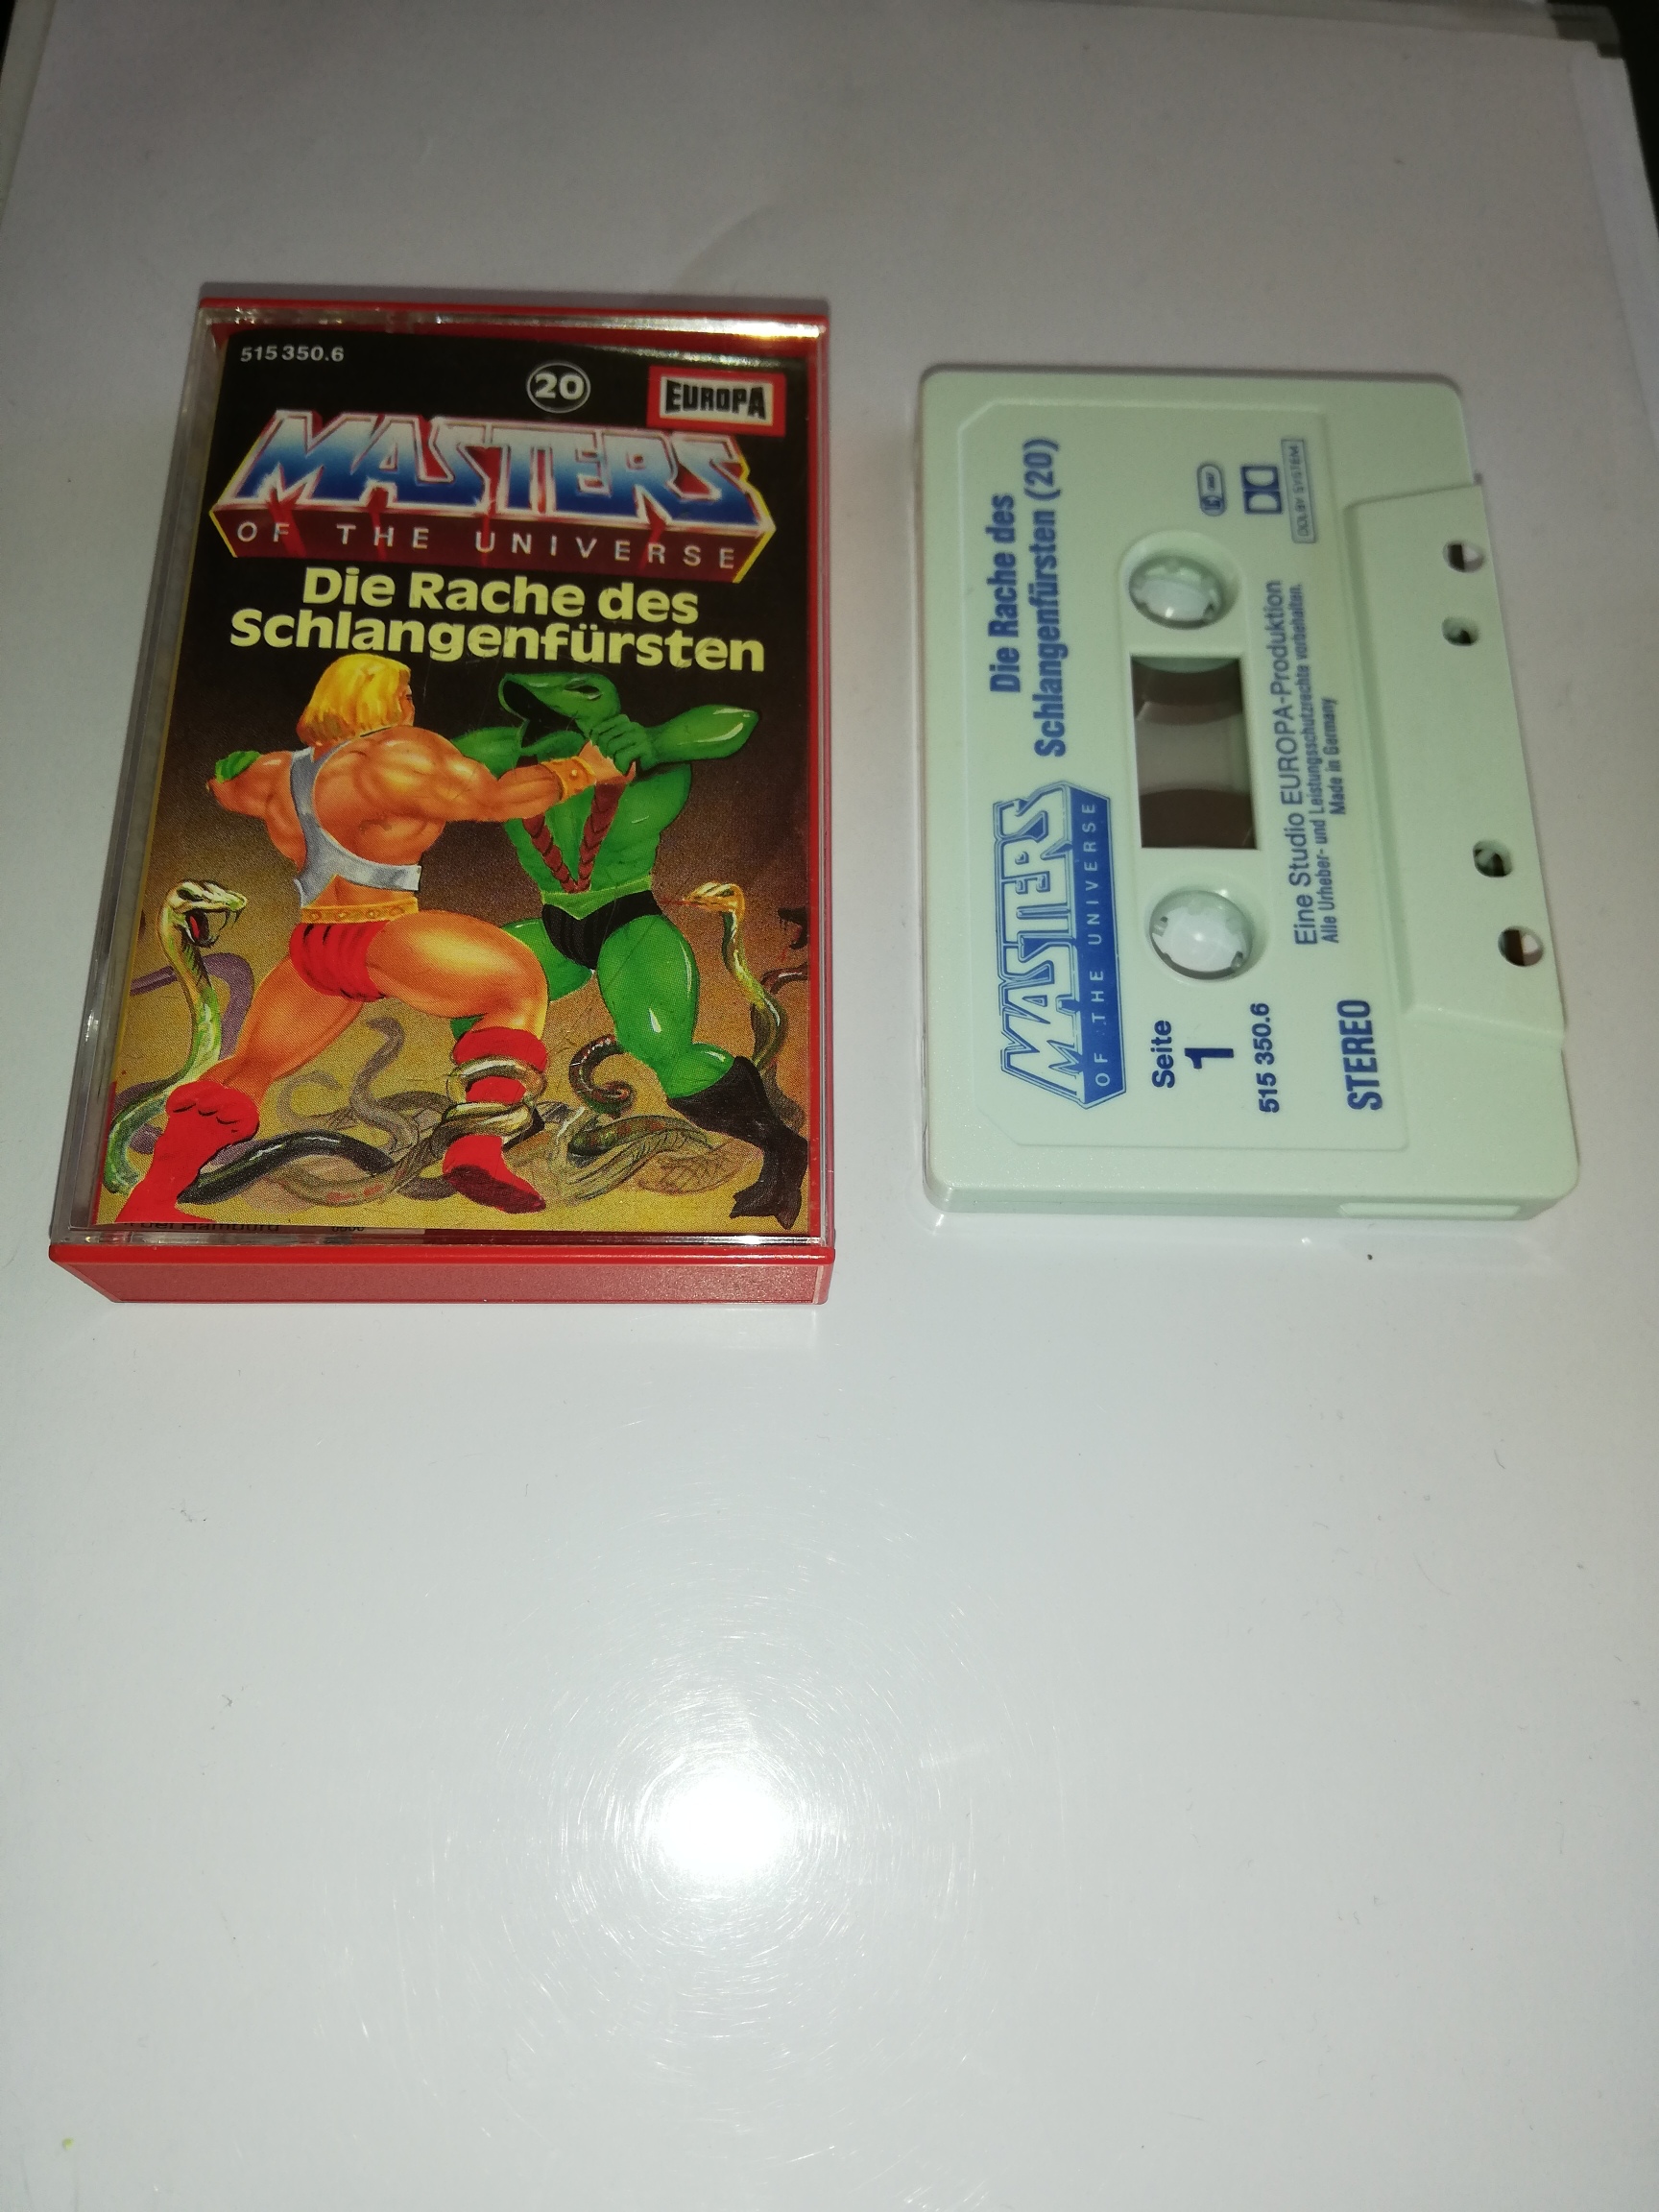 515 350.6
20
EUROPA
MASTERS
OF THE UNIVERSE
Die Rache des
Schlangenfürsten
MASTERS
OF THE UNIVERSE
Die Rache des
Schlangenfürsten (20)
Seite
1
515 350.6
STEREO
LC
DOLBY SYSTEM
Eine Studio EUROPA-Produktion
Alle Urheber- und Leistungsschutzrechte vorbehalten.
Made in Germany